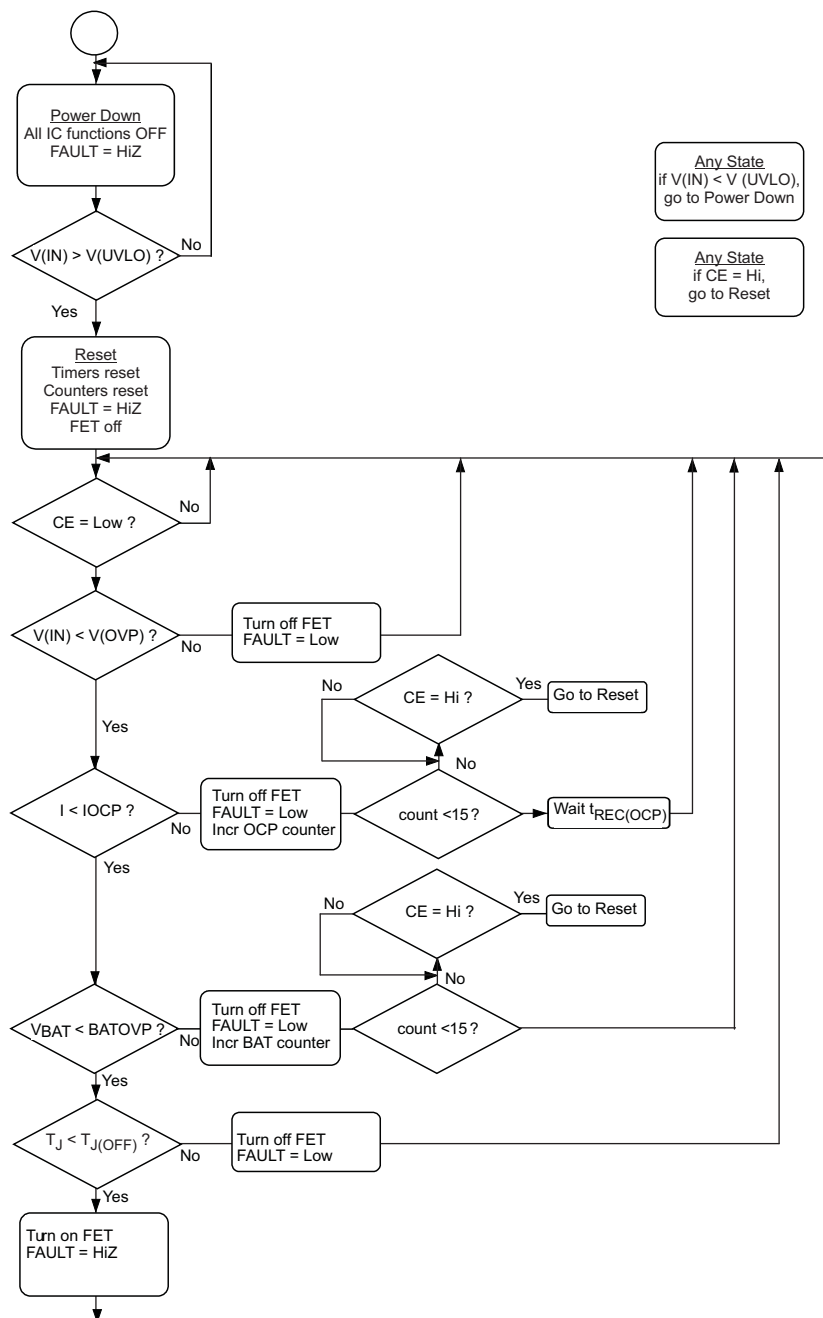 Power Down
All IC functions OFF
FAULT = HiZ
Any State
if V(IN) < V (UVLO),
go to Power Down
V(IN) > V(UVLO) ?
No
Any State
if CE = Hi,
go to Reset
Yes
Reset
Timers reset
Counters reset
FAULT = HiZ
FET off
CE = Low ?
No
V(IN) < V(OVP) ?
No
Turn off FET
FAULT = Low
Yes
No
CE = Hi ?
Yes
Go to Reset
No
I < IOCP ?
No
Turn off FET
FAULT = Low
Incr OCP counter
count <15 ?
Wait tREC(OCP)
Yes
No
CE = Hi ?
Yes
Go to Reset
No
VBAT < BATOVP ?
No
Turn off FET
FAULT = Low
Incr BAT counter
count <15 ?
Yes
TJ < TJ(OFF) ?
No
Turn off FET
FAULT = Low
Yes
Turn on FET
FAULT = HiZ